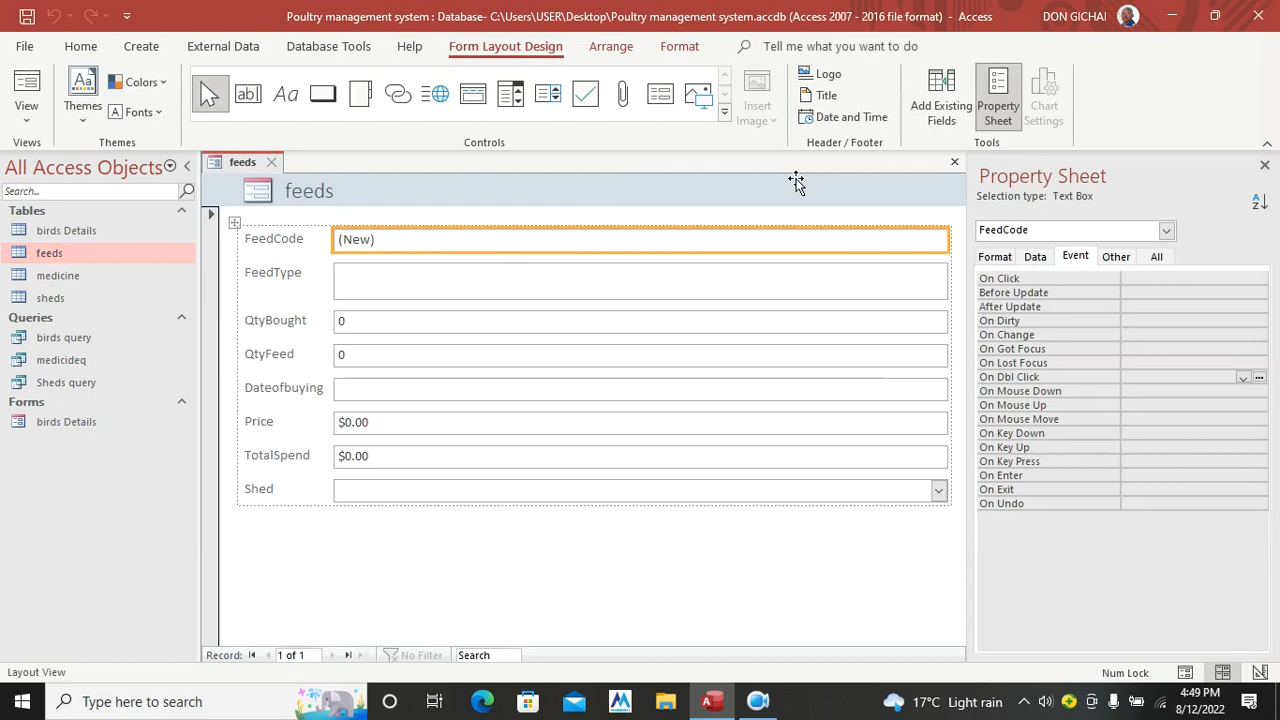 Poultry management system : Database- C:\Users\USER\Desktop\Poultry management system.accdb (Access 2007 - 2016 file format) - Access
DON GICHAI
File Home Create External Data Database Tools Help Form Layout Design Arrange Format Tell me what you want to do
View
Views
Themes
Colors
Fonts
Themes
ab
Aa
Controls
Insert
Image
Logo
Title
Date and Time
Header / Footer
Add Existing
Fields
Property
Sheet
Chart
Settings
Tools
All Access Objects
Search...
Tables
birds Details
feeds
medicine
sheds
Queries
birds query
medicideq
Sheds query
Forms
birds Details
feeds
feeds
FeedCode (New)
FeedType
QtyBought 0
QtyFeed 0
Dateofbuying
Price $0.00
TotalSpend $0.00
Shed
Record: 1 of 1 No Filter Search
Property Sheet
Selection type: Text Box
FeedCode
Format Data Event Other All
On Click
Before Update
After Update
On Dirty
On Change
On Got Focus
On Lost Focus
On Dbl Click
On Mouse Down
On Mouse Up
On Mouse Move
On Key Down
On Key Up
On Key Press
On Enter
On Exit
On Undo
Layout View
Num Lock
Type here to search
17°C Light rain
4:49 PM
8/12/2022